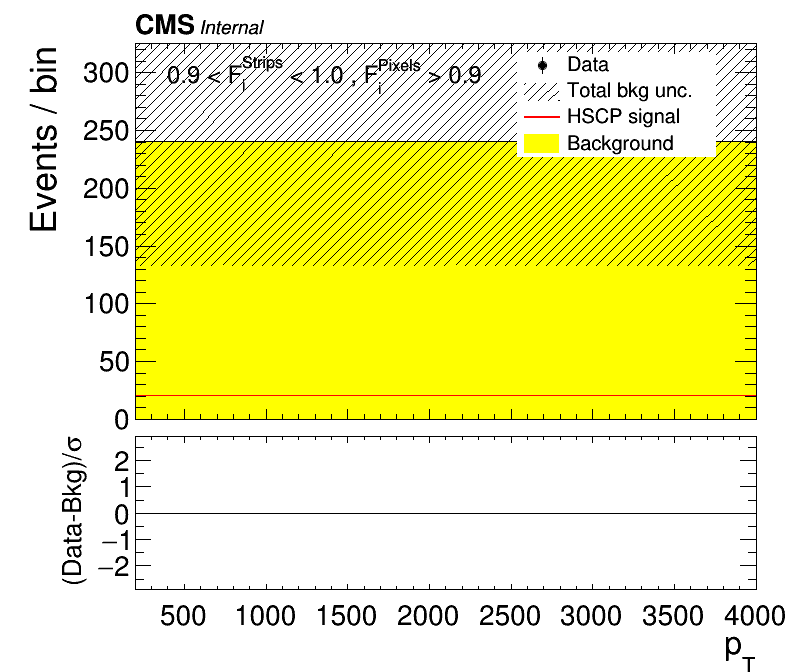 CMS Internal
0.9 < F_i^Strips < 1.0 , F_i^Pixels > 0.9
Data
Total bkg unc.
HSCP signal
Background
Events / bin
300
250
200
150
100
50
0
(Data-Bkg)/σ
2
1
0
−1
−2
500 1000 1500 2000 2500 3000 3500 4000
p_T